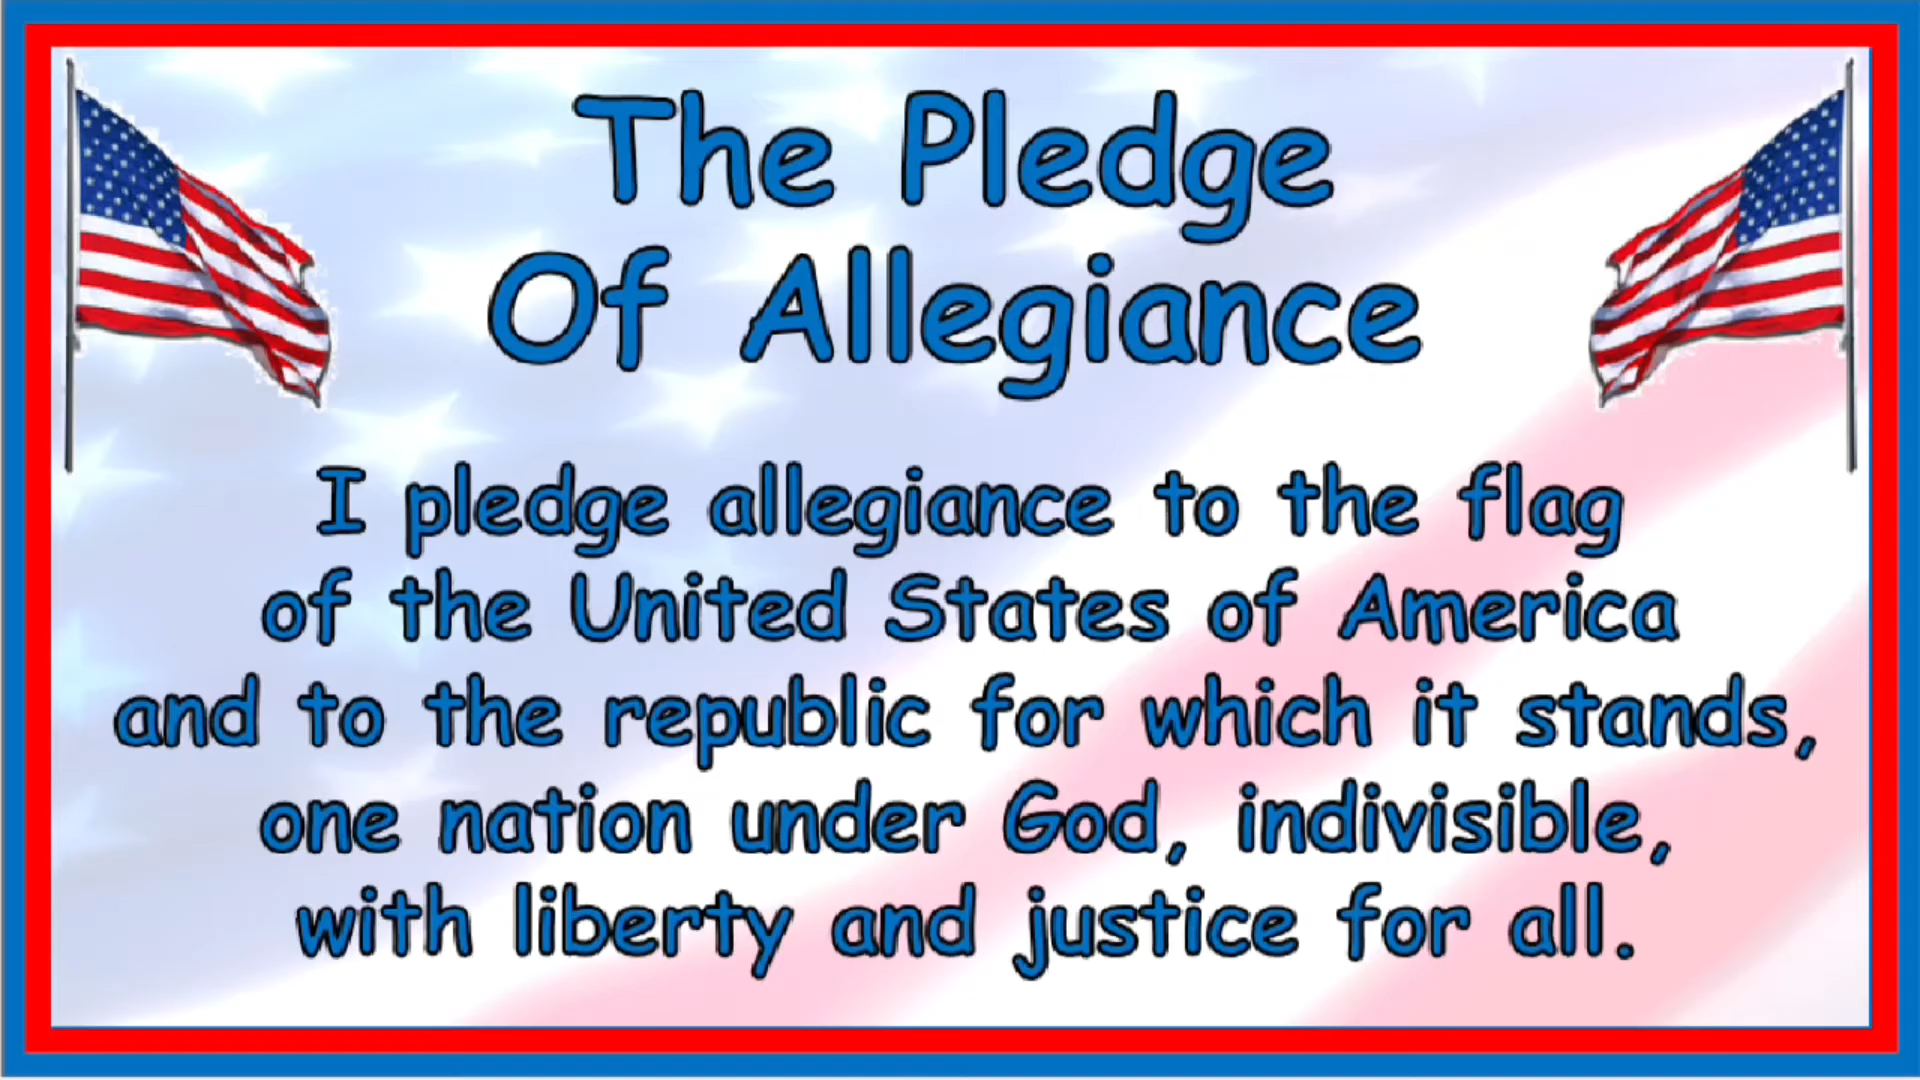 The Pledge
Of Allegiance
I pledge allegiance to the flag
of the United States of America
and to the republic for which it stands,
one nation under God, indivisible,
with liberty and justice for all.